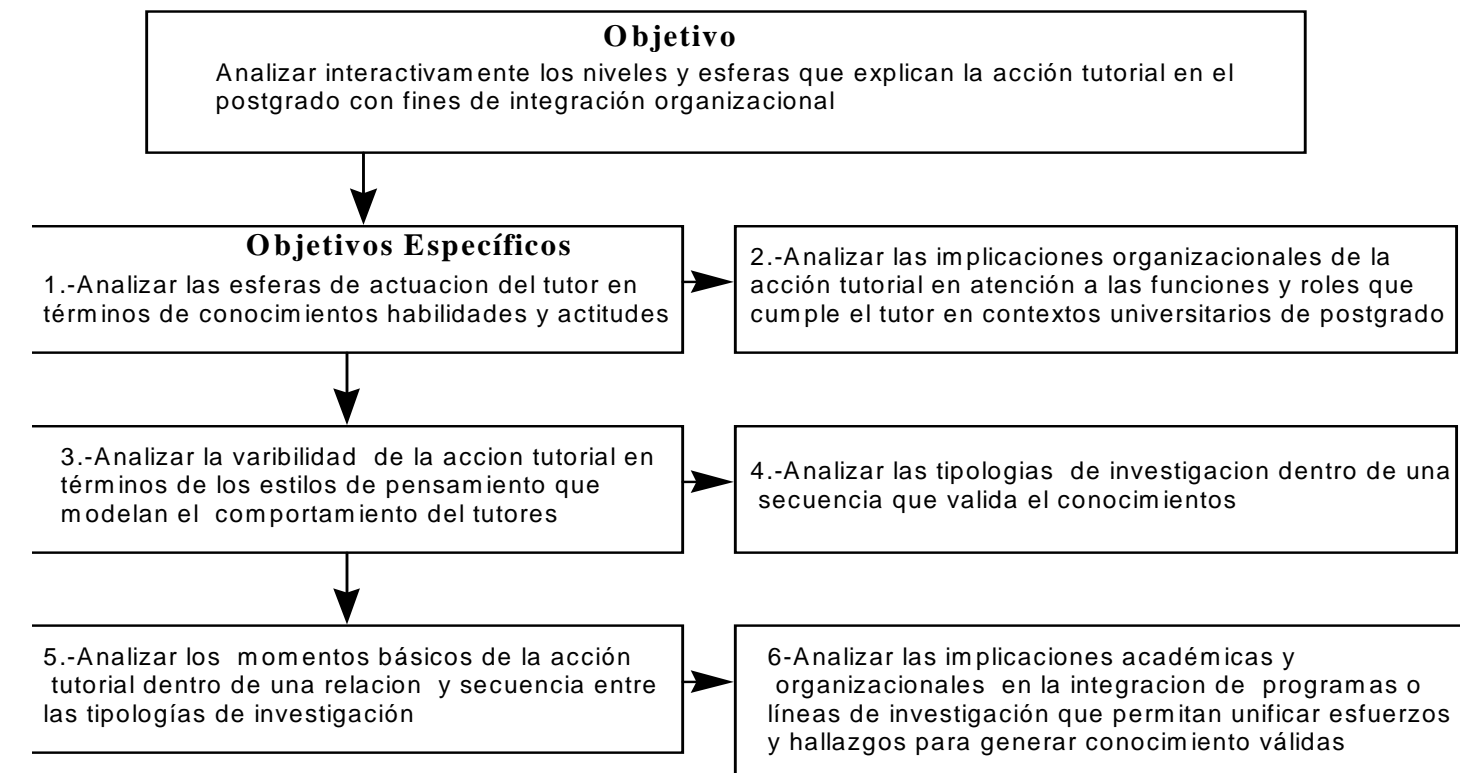 Objetivo
Analizar interactivamente los niveles y esferas que explican la acción tutorial en el
postgrado con fines de integración organizacional
Objetivos Específicos
1.-Analizar las esferas de actuacion del tutor en
términos de conocimientos habilidades y actitudes
2.-Analizar las implicaciones organizacionales de la
acción tutorial en atención a las funciones y roles que
cumple el tutor en contextos universitarios de postgrado
3.-Analizar la varibilidad de la accion tutorial en
términos de los estilos de pensamiento que
modelan el comportamiento del tutores
4.-Analizar las tipologias de investigacion dentro de una
secuencia que valida el conocimientos
5.-Analizar los momentos básicos de la acción
tutorial dentro de una relacion y secuencia entre
las tipologías de investigación
6-Analizar las implicaciones académicas y
organizacionales en la integracion de programas o
líneas de investigación que permitan unificar esfuerzos
y hallazgos para generar conocimiento válidas